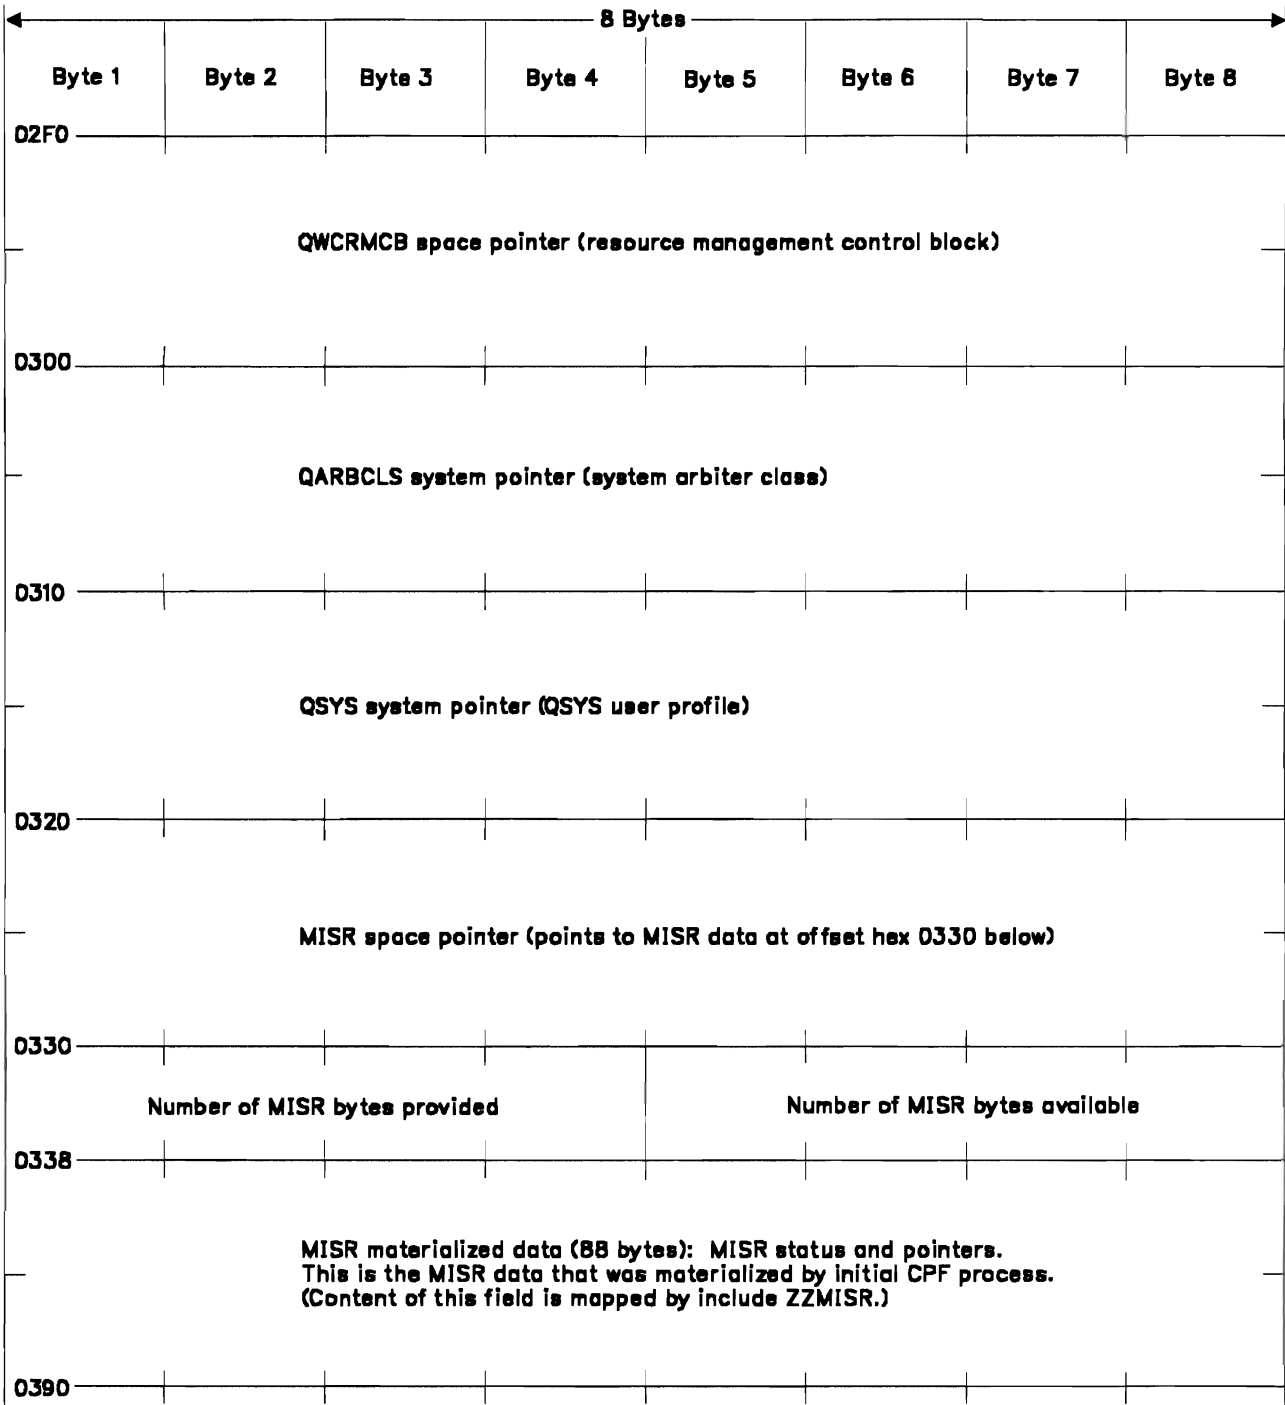 8 Bytes
Byte 1 Byte 2 Byte 3 Byte 4 Byte 5 Byte 6 Byte 7 Byte 8
02F0
QWCRMCB space pointer (resource management control block)
0300
QARBCLS system pointer (system arbiter class)
0310
QSYS system pointer (QSYS user profile)
0320
MISR space pointer (points to MISR data at offset hex 0330 below)
0330
Number of MISR bytes provided Number of MISR bytes available
0338
MISR materialized data (88 bytes): MISR status and pointers.
This is the MISR data that was materialized by initial CPF process.
(Content of this field is mapped by include ZZMISR.)
0390